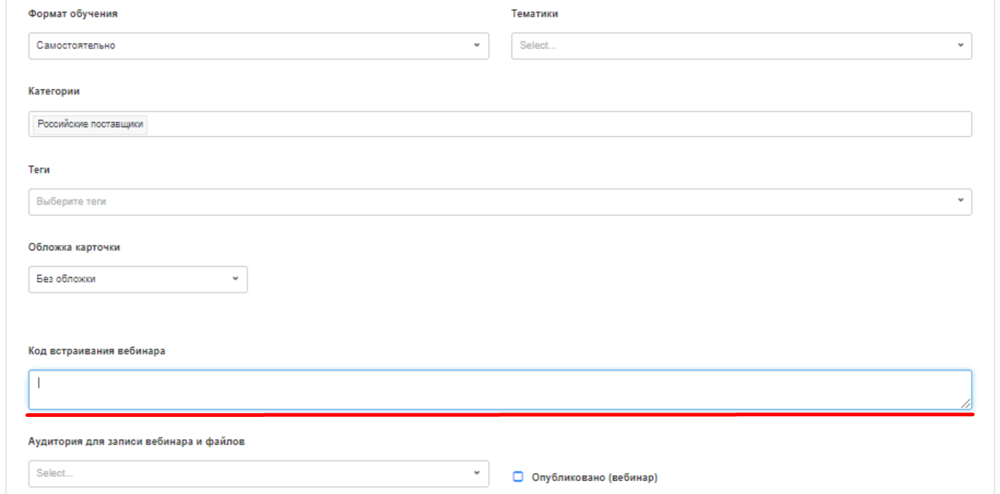 Формат обучения
Тематики
Самостоятельно
Select...
Категории
Российские поставщики
Теги
Выберите теги
Обложка карточки
Без обложки
Код встраивания вебинара
Аудитория для записи вебинара и файлов
Select...
Опубликовано (вебинар)